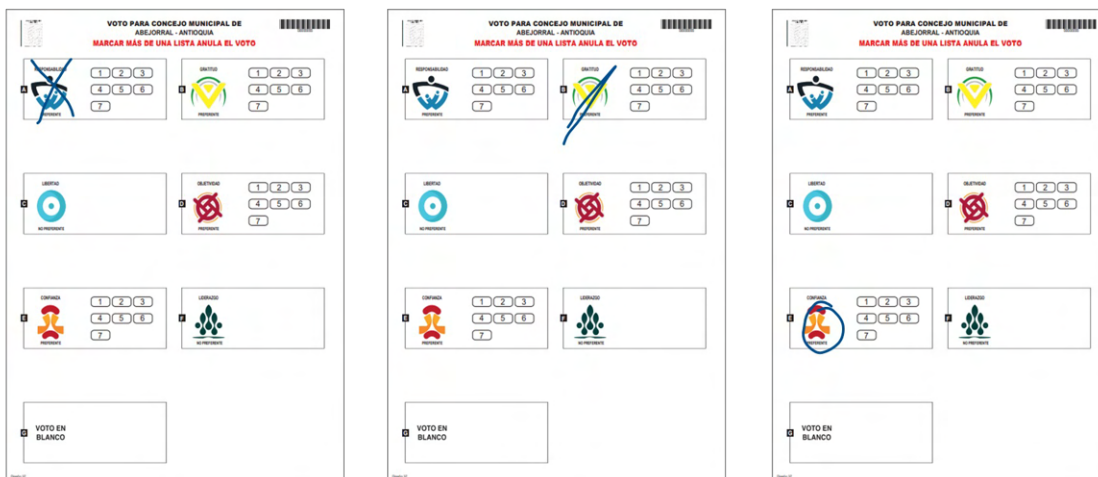 VOTO PARA CONCEJO MUNICIPAL DE
ABEJORRAL - ANTIOQUIA
MARCAR MÁS DE UNA LISTA ANULA EL VOTO
RESPONSABILIDAD
A
1 2 3
4 5 6
7
PREFERENTE
GRATITUD
B
1 2 3
4 5 6
7
PREFERENTE
LIBERTAD
C
NO PREFERENTE
OBJETIVIDAD
D
1 2 3
4 5 6
7
PREFERENTE
CONFIANZA
E
1 2 3
4 5 6
7
PREFERENTE
LIDERAZGO
F
NO PREFERENTE
G
VOTO EN
BLANCO
VOTO PARA CONCEJO MUNICIPAL DE
ABEJORRAL - ANTIOQUIA
MARCAR MÁS DE UNA LISTA ANULA EL VOTO
RESPONSABILIDAD
A
1 2 3
4 5 6
7
PREFERENTE
GRATITUD
B
1 2 3
4 5 6
7
PREFERENTE
LIBERTAD
C
NO PREFERENTE
OBJETIVIDAD
D
1 2 3
4 5 6
7
PREFERENTE
CONFIANZA
E
1 2 3
4 5 6
7
PREFERENTE
LIDERAZGO
F
NO PREFERENTE
G
VOTO EN
BLANCO
VOTO PARA CONCEJO MUNICIPAL DE
ABEJORRAL - ANTIOQUIA
MARCAR MÁS DE UNA LISTA ANULA EL VOTO
RESPONSABILIDAD
A
1 2 3
4 5 6
7
PREFERENTE
GRATITUD
B
1 2 3
4 5 6
7
PREFERENTE
LIBERTAD
C
NO PREFERENTE
OBJETIVIDAD
D
1 2 3
4 5 6
7
PREFERENTE
CONFIANZA
E
1 2 3
4 5 6
7
PREFERENTE
LIDERAZGO
F
NO PREFERENTE
G
VOTO EN
BLANCO